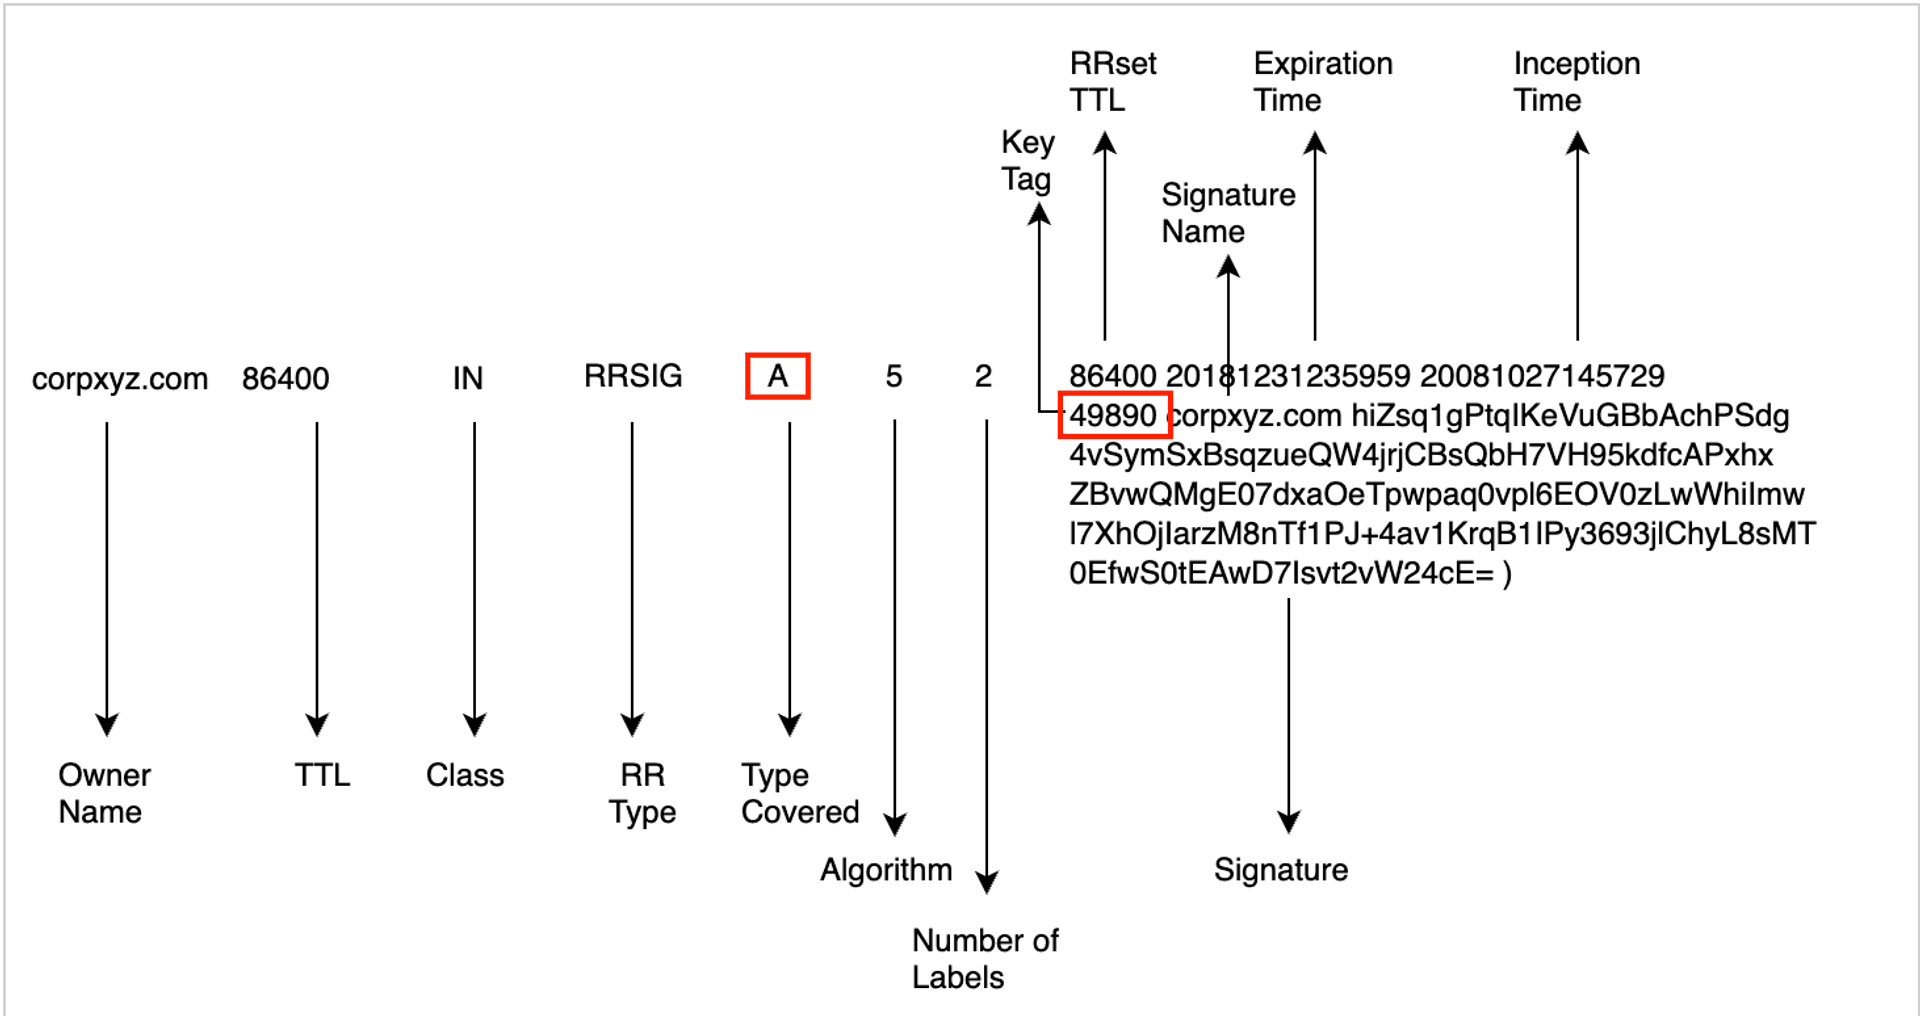 RRset
TTL
Expiration
Time
Inception
Time
Key
Tag
Signature
Name
corpxyz.com 86400 IN RRSIG A 5 2 86400 20181231235959 20081027145729
49890 corpxyz.com hiZsq1gPtqIKeVuGBbAchPSdg
4vSymSxBsqzueQW4jrjCBsQbH7VH95kdfcAPxhx
ZBvwQMgE07dxaOeTpwpaq0vpl6EOV0zLwWhiImw
l7XhOjIarzM8nTf1PJ+4av1KrqB1IPy3693jlChyL8sMT
0EfwS0tEAwD7Isvt2vW24cE= )
Owner
Name
TTL
Class
RR
Type
Type
Covered
Algorithm
Number of
Labels
Signature